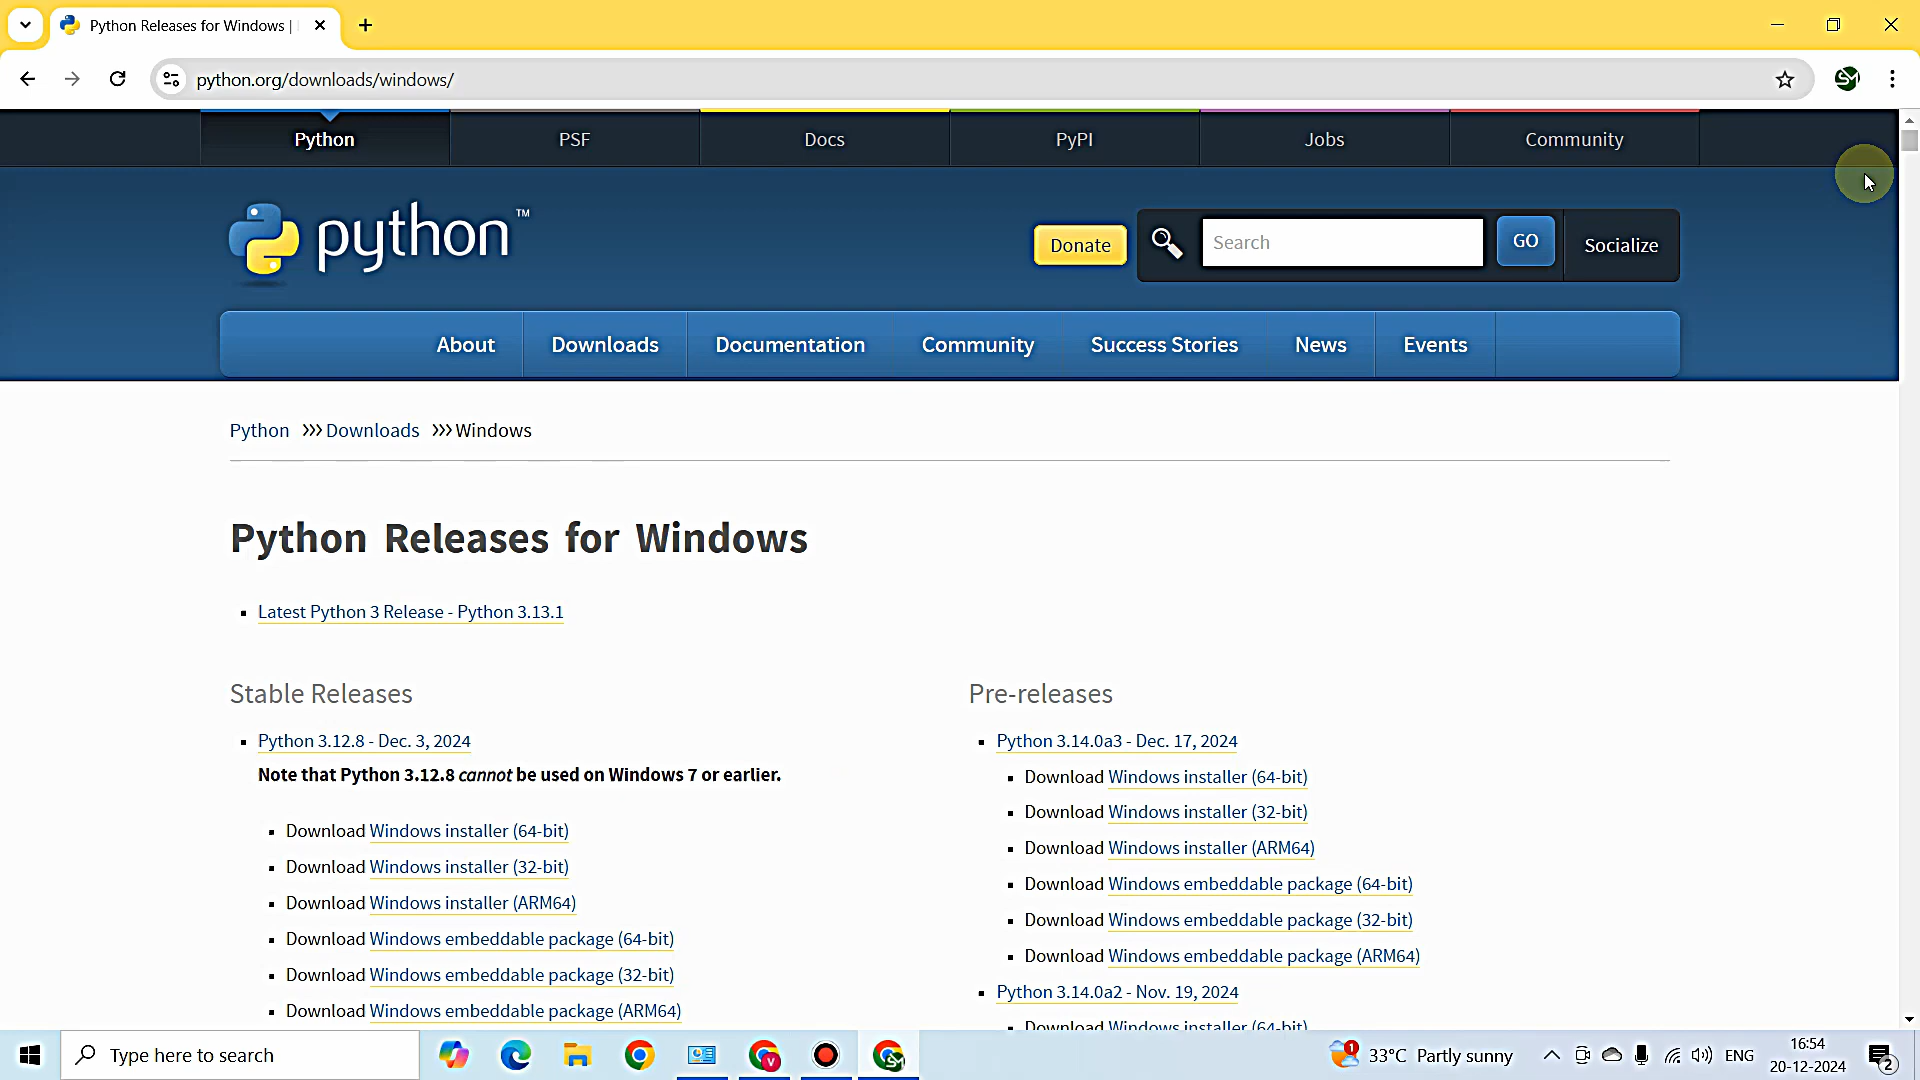 Python Releases for Windows |
python.org/downloads/windows/
Python
PSF
Docs
PyPI
Jobs
Community
python™
Donate
Search
GO
Socialize
About
Downloads
Documentation
Community
Success Stories
News
Events
Python >>> Downloads >>> Windows
Python Releases for Windows
Latest Python 3 Release - Python 3.13.1
Stable Releases
Python 3.12.8 - Dec. 3, 2024
Note that Python 3.12.8 cannot be used on Windows 7 or earlier.
Download Windows installer (64-bit)
Download Windows installer (32-bit)
Download Windows installer (ARM64)
Download Windows embeddable package (64-bit)
Download Windows embeddable package (32-bit)
Download Windows embeddable package (ARM64)
Pre-releases
Python 3.14.0a3 - Dec. 17, 2024
Download Windows installer (64-bit)
Download Windows installer (32-bit)
Download Windows installer (ARM64)
Download Windows embeddable package (64-bit)
Download Windows embeddable package (32-bit)
Download Windows embeddable package (ARM64)
Python 3.14.0a2 - Nov. 19, 2024
Download Windows installer (64-bit)
Type here to search
1
33°C Partly sunny
ENG
16:54
20-12-2024
2